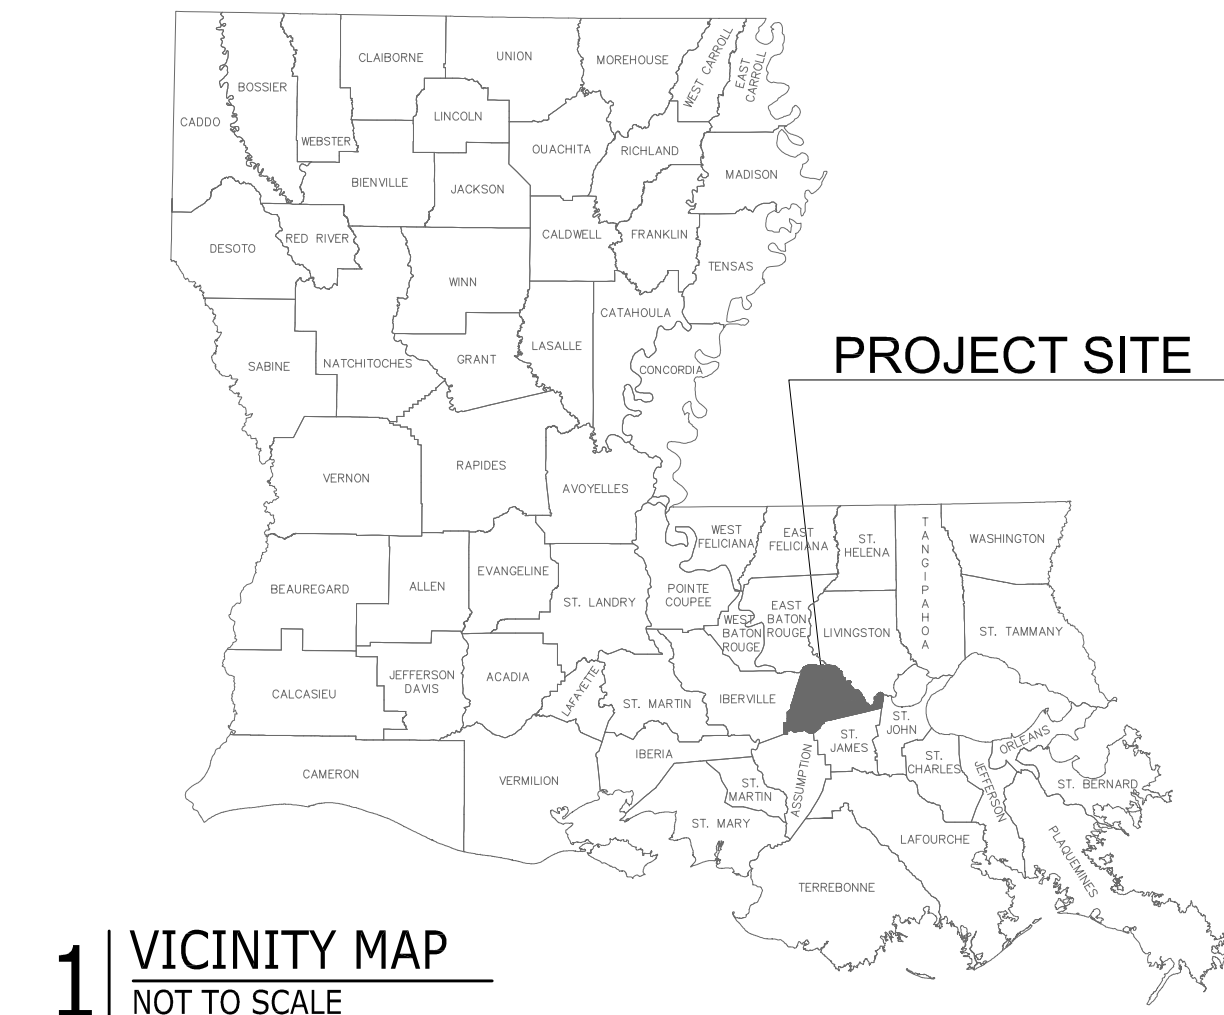 CLAIBORNE
UNION
MOREHOUSE
WEST CARROLL
EAST
CARROLL
BOSSIER
CADDO
WEBSTER
LINCOLN
OUACHITA
RICHLAND
MADISON
BIENVILLE
JACKSON
DESOTO
RED RIVER
CALDWELL
FRANKLIN
TENSAS
WINN
CATAHOULA
SABINE
NATCHITOCHES
GRANT
LASALLE
CONCORDIA
PROJECT SITE
VERNON
RAPIDES
AVOYELLES
WEST
FELICIANA
EAST
FELICIANA
ST.
HELENA
TANGIPAHOA
WASHINGTON
BEAUREGARD
ALLEN
EVANGELINE
ST. LANDRY
POINTE
COUPEE
WEST
BATON
ROUGE
EAST
BATON
ROUGE
LIVINGSTON
ST. TAMMANY
CALCASIEU
JEFFERSON
DAVIS
ACADIA
LAFAYETTE
ST. MARTIN
IBERVILLE
ST.
JAMES
ST.
JOHN
ORLEANS
CAMERON
VERMILION
IBERIA
ST.
MARTIN
ASSUMPTION
ST.
CHARLES
JEFFERSON
ST. BERNARD
ST. MARY
LAFOURCHE
PLAQUEMINES
TERREBONNE
1
VICINITY MAP
NOT TO SCALE